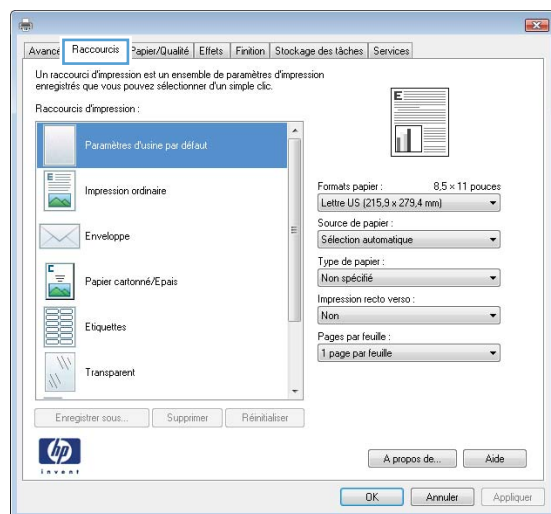 Avancé Raccourcis Papier/Qualité Effets Finition Stockage des tâches Services
Un raccourci d'impression est un ensemble de paramètres d'impression
enregistrés que vous pouvez sélectionner d'un simple clic.
Raccourcis d'impression :
Paramètres d'usine par défaut
Impression ordinaire
Enveloppe
Papier cartonné/Epais
Etiquettes
Transparent
E
Formats papier : 8,5 × 11 pouces
Lettre US (215,9 x 279,4 mm)
Source de papier :
Sélection automatique
Type de papier :
Non spécifié
Impression recto verso :
Non
Pages par feuille :
1 page par feuille
Enregistrer sous... Supprimer Réinitialiser
hp
invent
A propos de... Aide
OK Annuler Appliquer